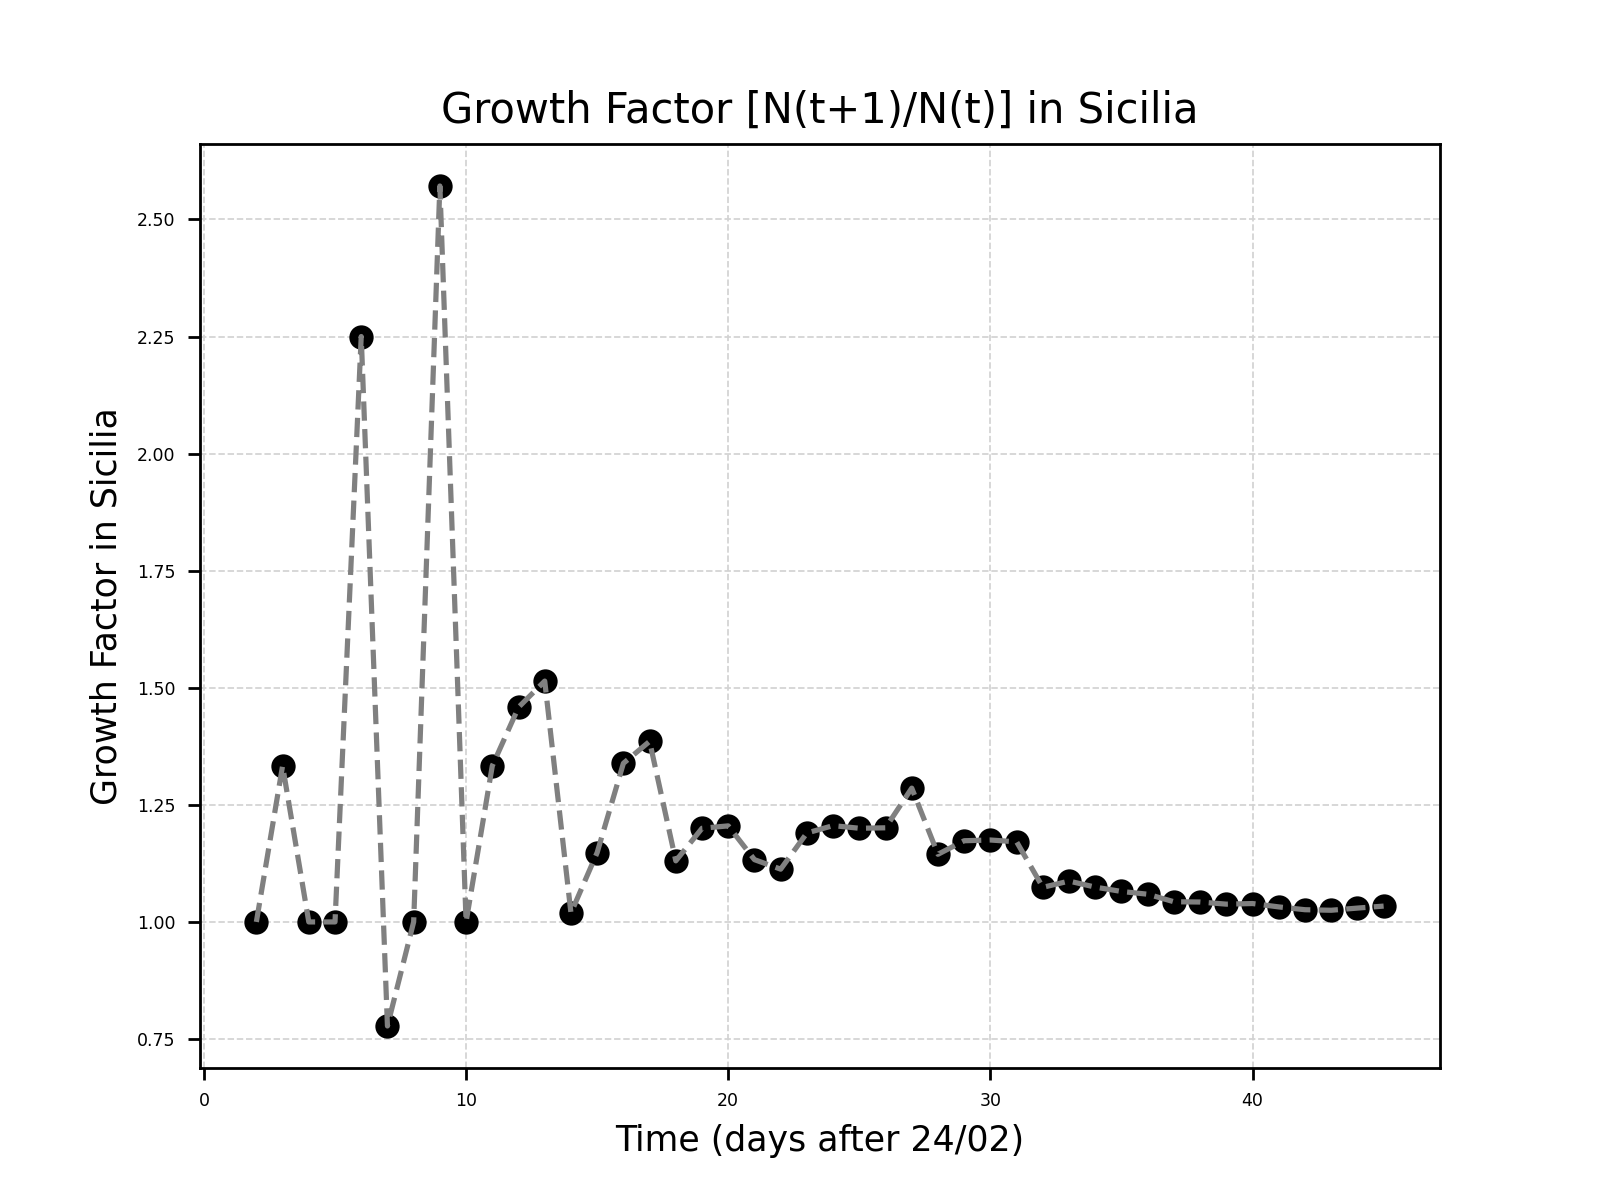 Growth Factor [N(t+1)/N(t)] in Sicilia
Growth Factor in Sicilia
2.50
2.25
2.00
1.75
1.50
1.25
1.00
0.75
0 10 20 30 40
Time (days after 24/02)